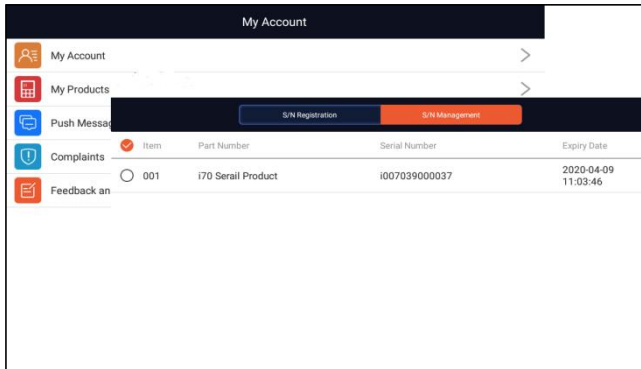 My Account
My Account
My Products
Push Messag
Complaints
Feedback an
S/N Registration S/N Management
Item Part Number Serial Number Expiry Date
001 i70 Serail Product i007039000037 2020-04-09
11:03:46